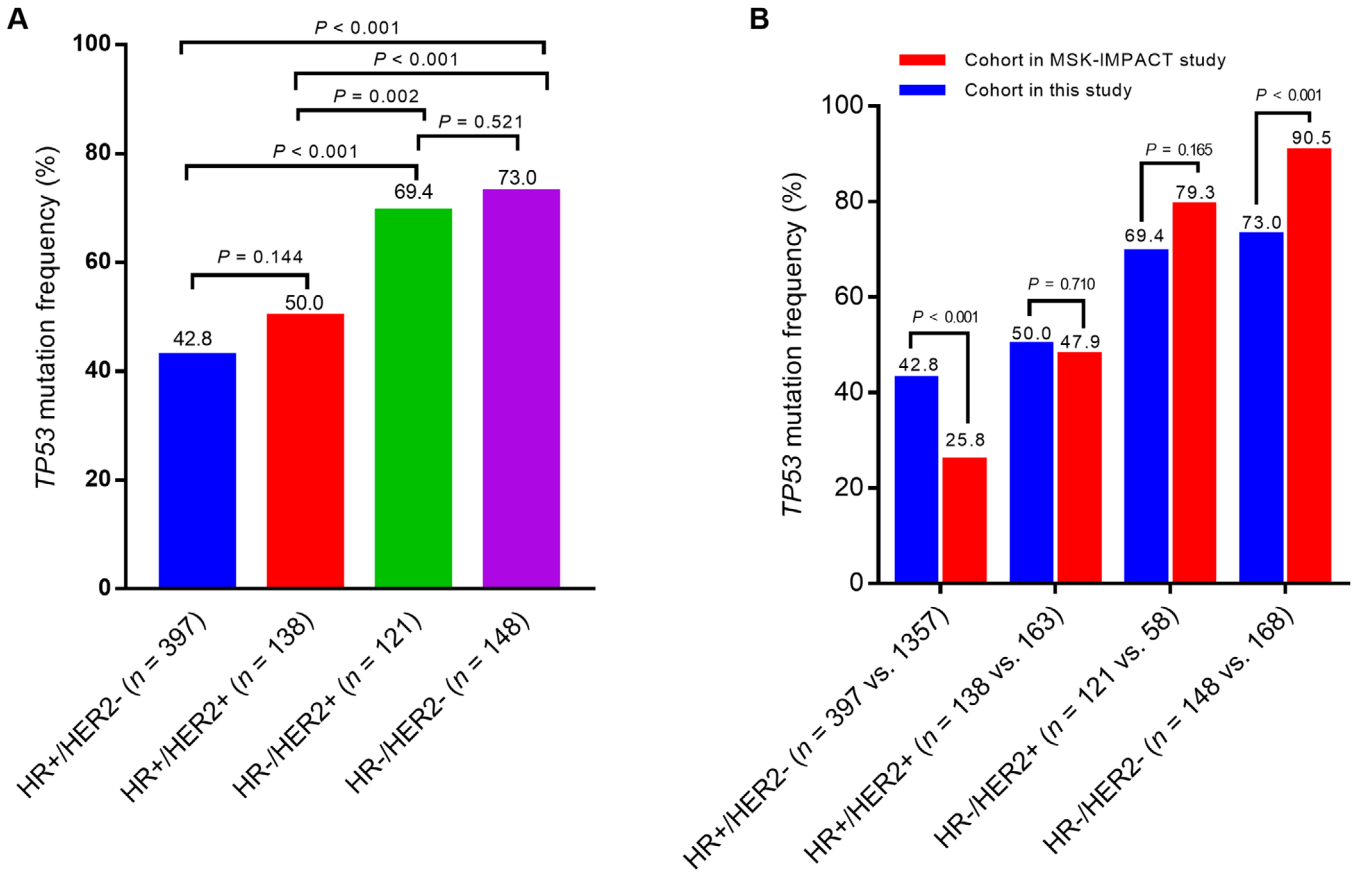 A
P < 0.001
P < 0.001
P = 0.002
P = 0.521
P < 0.001
P = 0.144
42.8
50.0
69.4
73.0
TP53 mutation frequency (%)
100
80
60
40
20
0
HR+/HER2- (n = 397)
HR+/HER2+ (n = 138)
HR-/HER2+ (n = 121)
HR-/HER2- (n = 148)
B
Cohort in MSK-IMPACT study
Cohort in this study
P < 0.001
P = 0.710
P = 0.165
P < 0.001
42.8
25.8
50.0
47.9
69.4
79.3
73.0
90.5
TP53 mutation frequency (%)
100
80
60
40
20
0
HR+/HER2- (n = 397 vs. 1357)
HR+/HER2+ (n = 138 vs. 163)
HR-/HER2+ (n = 121 vs. 58)
HR-/HER2- (n = 148 vs. 168)